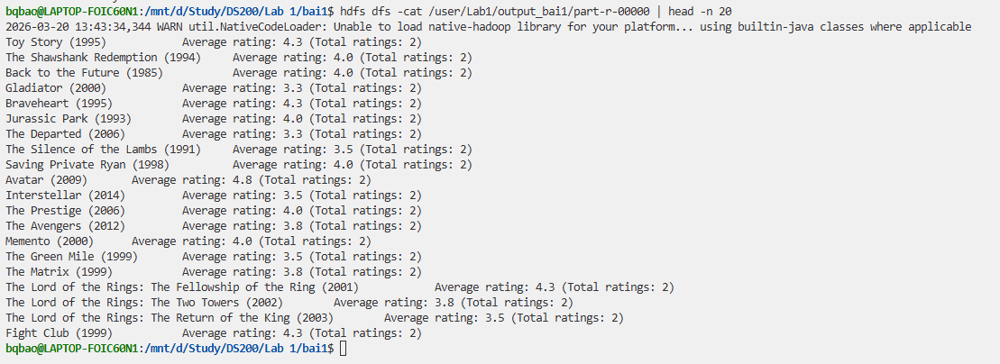 bqbao@LAPTOP-FOIC60N1:/mnt/d/Study/DS200/Lab 1/bai1$ hdfs dfs -cat /user/Lab1/output_bai1/part-r-00000 | head -n 20
2026-03-20 13:43:34,344 WARN util.NativeCodeLoader: Unable to load native-hadoop library for your platform... using builtin-java classes where applicable
Toy Story (1995)	Average rating: 4.3 (Total ratings: 2)
The Shawshank Redemption (1994)	Average rating: 4.0 (Total ratings: 2)
Back to the Future (1985)	Average rating: 4.0 (Total ratings: 2)
Gladiator (2000)	Average rating: 3.3 (Total ratings: 2)
Braveheart (1995)	Average rating: 4.3 (Total ratings: 2)
Jurassic Park (1993)	Average rating: 4.0 (Total ratings: 2)
The Departed (2006)	Average rating: 3.3 (Total ratings: 2)
The Silence of the Lambs (1991)	Average rating: 3.5 (Total ratings: 2)
Saving Private Ryan (1998)	Average rating: 4.0 (Total ratings: 2)
Avatar (2009)	Average rating: 4.8 (Total ratings: 2)
Interstellar (2014)	Average rating: 3.5 (Total ratings: 2)
The Prestige (2006)	Average rating: 4.0 (Total ratings: 2)
The Avengers (2012)	Average rating: 3.8 (Total ratings: 2)
Memento (2000)	Average rating: 4.0 (Total ratings: 2)
The Green Mile (1999)	Average rating: 3.5 (Total ratings: 2)
The Matrix (1999)	Average rating: 3.8 (Total ratings: 2)
The Lord of the Rings: The Fellowship of the Ring (2001)	Average rating: 4.3 (Total ratings: 2)
The Lord of the Rings: The Two Towers (2002)	Average rating: 3.8 (Total ratings: 2)
The Lord of the Rings: The Return of the King (2003)	Average rating: 3.5 (Total ratings: 2)
Fight Club (1999)	Average rating: 4.3 (Total ratings: 2)
bqbao@LAPTOP-FOIC60N1:/mnt/d/Study/DS200/Lab 1/bai1$